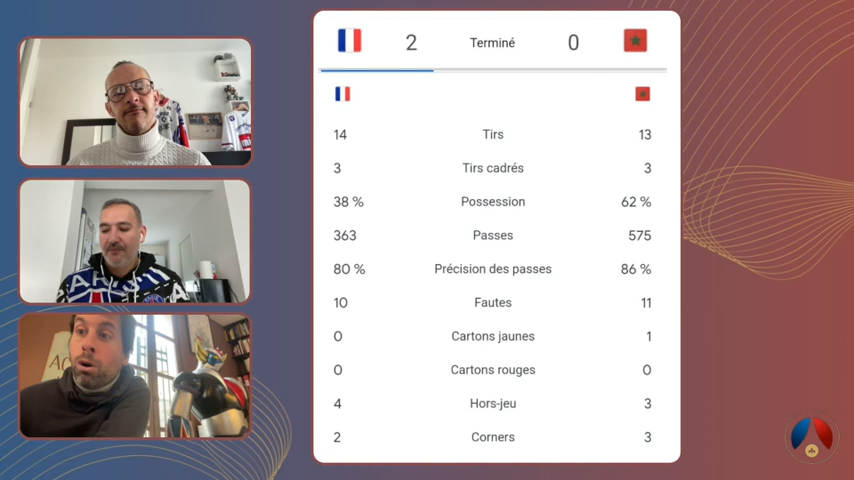 2 Terminé 0
14 Tirs 13
3 Tirs cadrés 3
38 % Possession 62 %
363 Passes 575
80 % Précision des passes 86 %
10 Fautes 11
0 Cartons jaunes 1
0 Cartons rouges 0
4 Hors-jeu 3
2 Corners 3